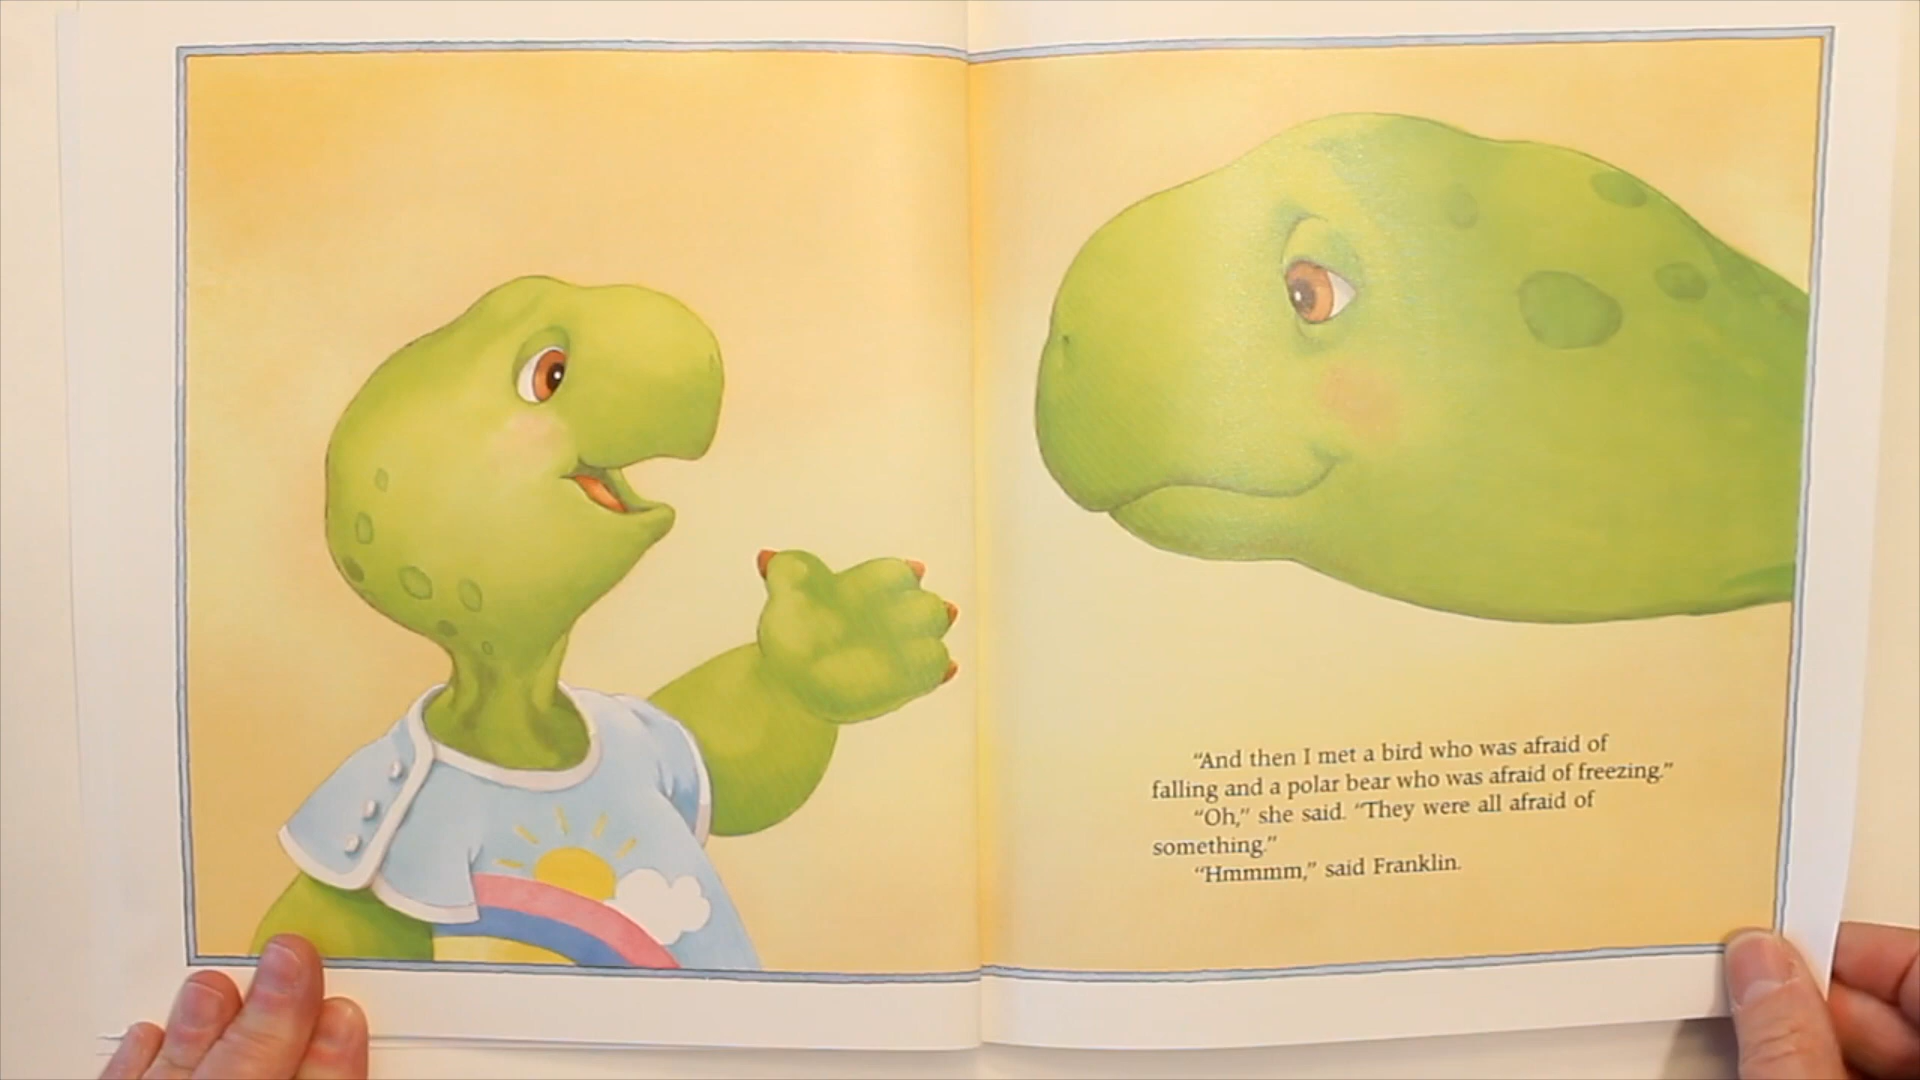 “And then I met a bird who was afraid of
falling and a polar bear who was afraid of freezing.”
“Oh,” she said. “They were all afraid of
something.”
“Hmmmm,” said Franklin.